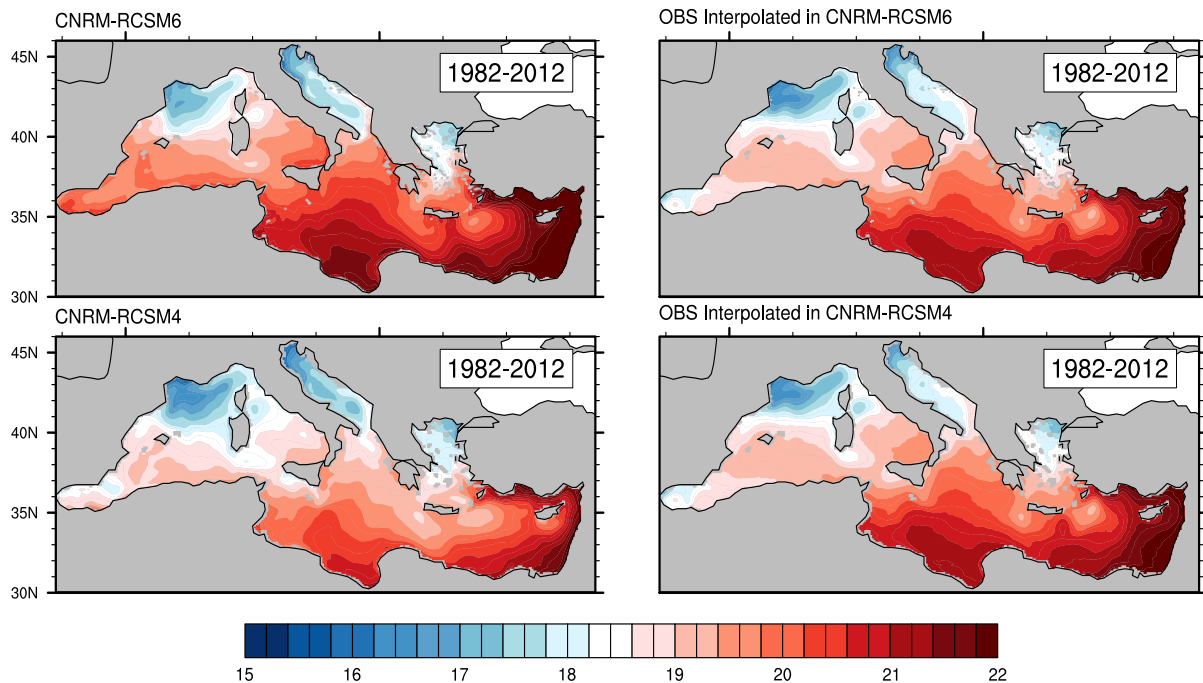 CNRM-RCSM6
OBS Interpolated in CNRM-RCSM6
45N
1982-2012
1982-2012
40N
35N
30N
CNRM-RCSM4
OBS Interpolated in CNRM-RCSM4
45N
1982-2012
1982-2012
40N
35N
30N
15 16 17 18 19 20 21 22